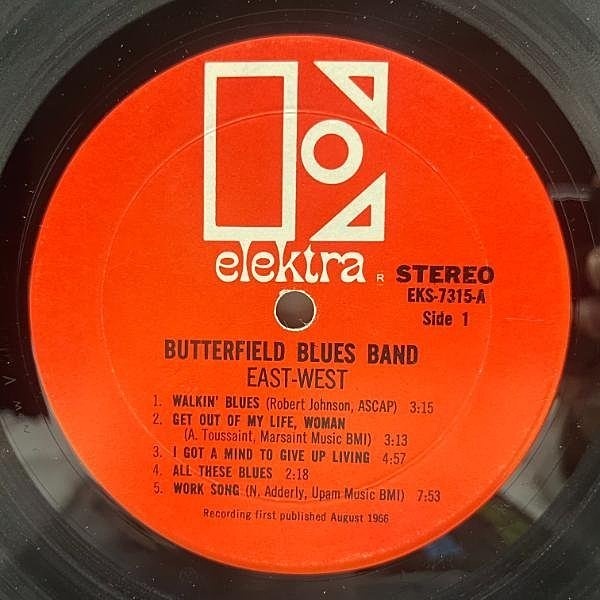 elektra ®
STEREO
EKS-7315-A
Side 1
BUTTERFIELD BLUES BAND
EAST-WEST
1. WALKIN' BLUES (Robert Johnson, ASCAP) 3:15
2. GET OUT OF MY LIFE, WOMAN
(A. Toussaint, Marsaint Music BMI) 3:13
3. I GOT A MIND TO GIVE UP LIVING 4:57
4. ALL THESE BLUES 2:18
5. WORK SONG (N. Adderly, Upam Music BMI) 7:53
Recording first published August 1966